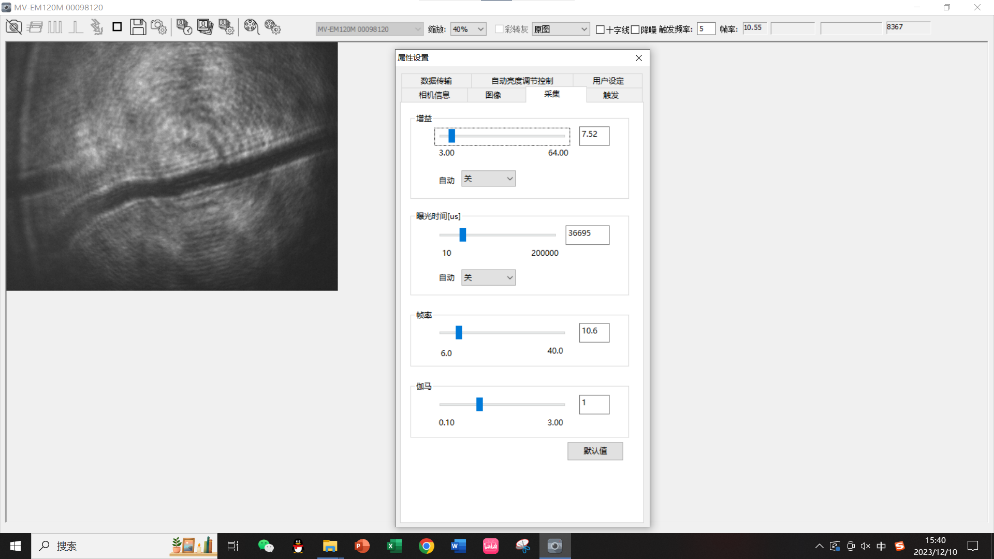 MV-EM120M 00098120
MV-EM120M 00098120 缩放: 40% 彩转灰 原图 十字线 降噪 触发频率: 5 帧率: 10.55 8367
属性设置
数据传输 自动亮度调节控制 用户设定
相机信息 图像 采集 触发
增益
7.52
3.00 64.00
自动 关
曝光时间[us]
36695
10 200000
自动 关
帧率
10.6
6.0 40.0
伽马
1
0.10 3.00
默认值
搜索
中
15:40
2023/12/10